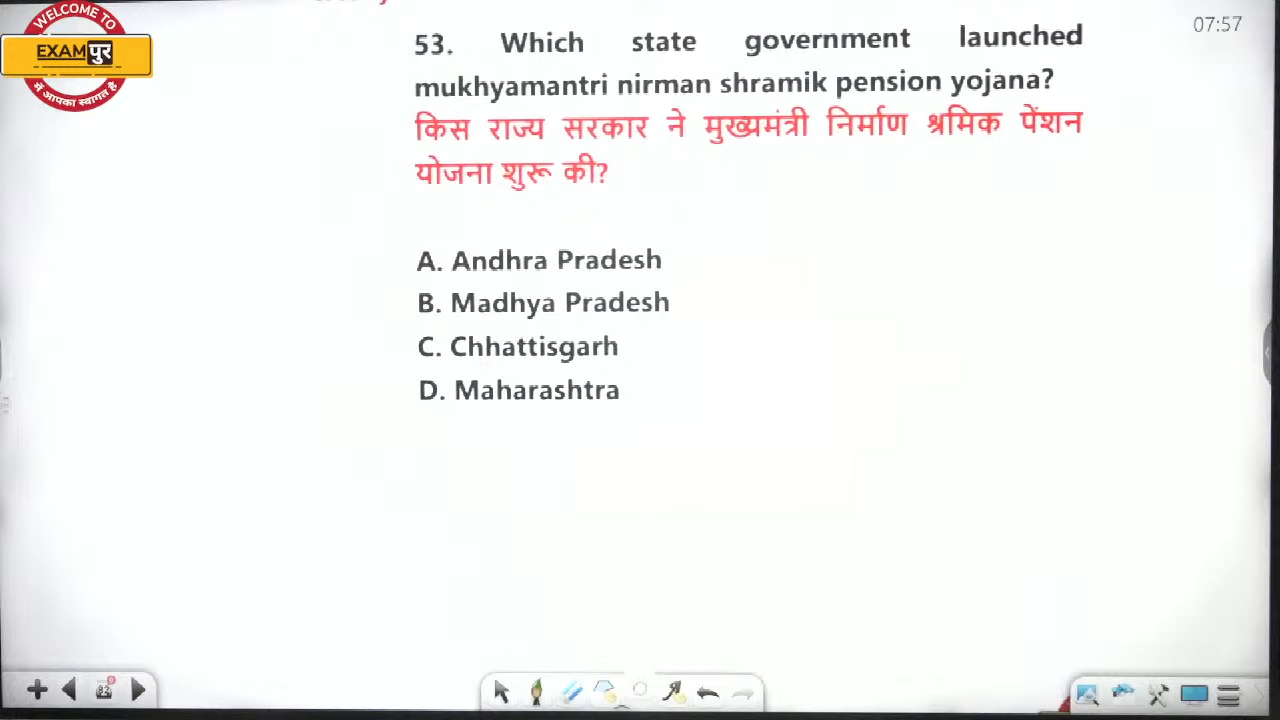 WELCOME TO
EXAMपुर
में आपका स्वागत है
07:57
53. Which state government launched
mukhyamantri nirman shramik pension yojana?
किस राज्य सरकार ने मुख्यमंत्री निर्माण श्रमिक पेंशन
योजना शुरू की?
A. Andhra Pradesh
B. Madhya Pradesh
C. Chhattisgarh
D. Maharashtra
82